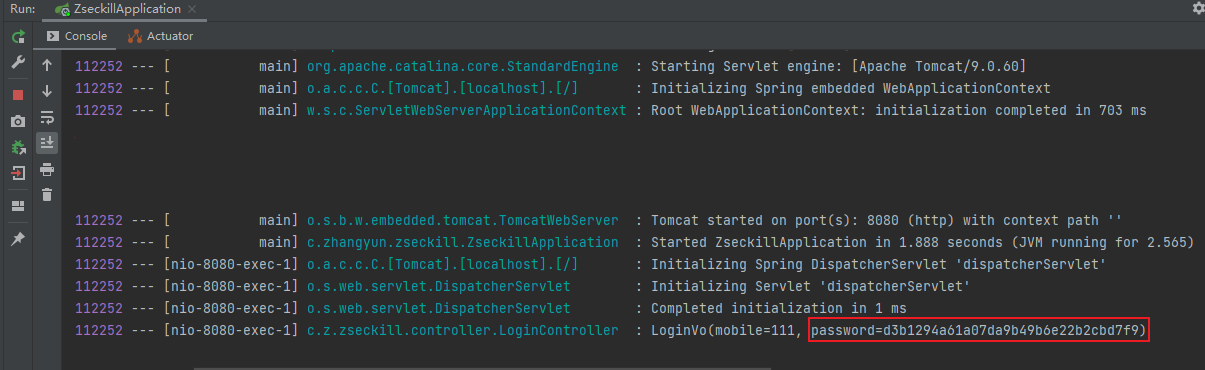 Run: ZseckillApplication
Console Actuator
112252 --- [           main] org.apache.catalina.core.StandardEngine  : Starting Servlet engine: [Apache Tomcat/9.0.60]
112252 --- [           main] o.a.c.c.C.[Tomcat].[localhost].[/]       : Initializing Spring embedded WebApplicationContext
112252 --- [           main] w.s.c.ServletWebServerApplicationContext : Root WebApplicationContext: initialization completed in 703 ms
112252 --- [           main] o.s.b.w.embedded.tomcat.TomcatWebServer  : Tomcat started on port(s): 8080 (http) with context path ''
112252 --- [           main] c.zhangyun.zseckill.ZseckillApplication  : Started ZseckillApplication in 1.888 seconds (JVM running for 2.565)
112252 --- [nio-8080-exec-1] o.a.c.c.C.[Tomcat].[localhost].[/]       : Initializing Spring DispatcherServlet 'dispatcherServlet'
112252 --- [nio-8080-exec-1] o.s.web.servlet.DispatcherServlet        : Initializing Servlet 'dispatcherServlet'
112252 --- [nio-8080-exec-1] o.s.web.servlet.DispatcherServlet        : Completed initialization in 1 ms
112252 --- [nio-8080-exec-1] c.z.zseckill.controller.LoginController  : LoginVo(mobile=111, password=d3b1294a61a07da9b49b6e22b2cbd7f9)